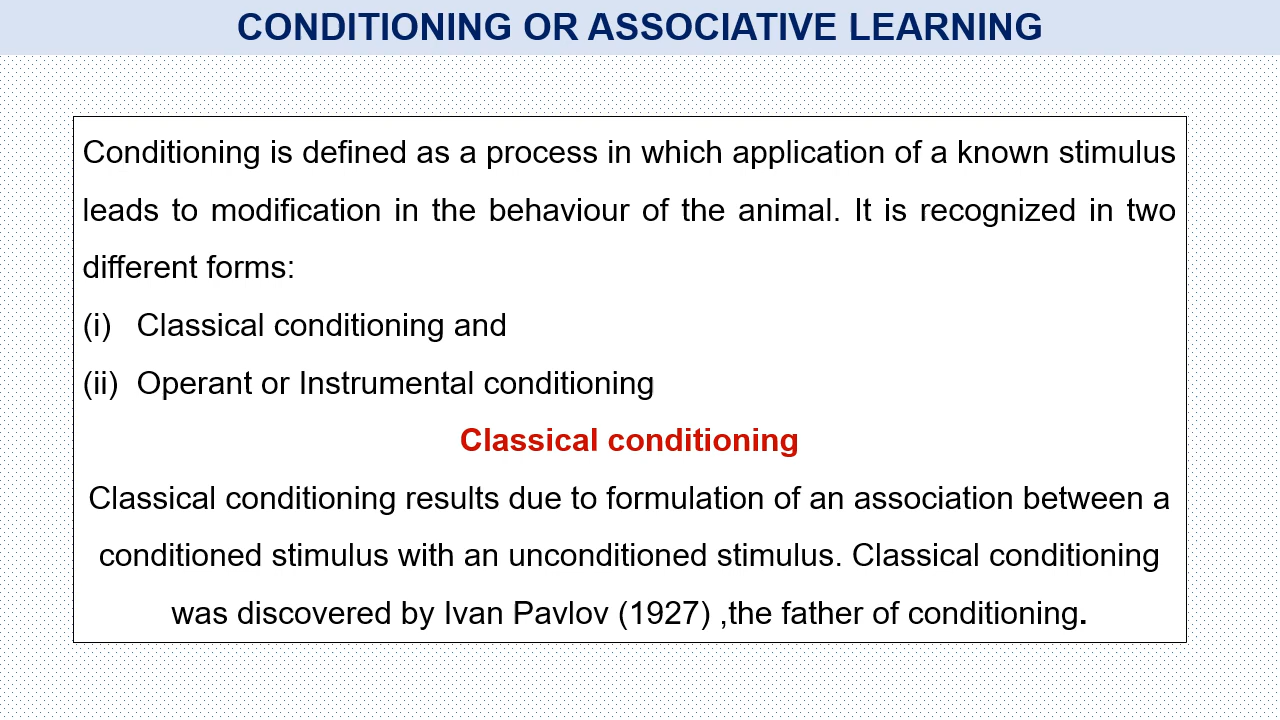 CONDITIONING OR ASSOCIATIVE LEARNING
Conditioning is defined as a process in which application of a known stimulus
leads to modification in the behaviour of the animal. It is recognized in two
different forms:
(i) Classical conditioning and
(ii) Operant or Instrumental conditioning
Classical conditioning
Classical conditioning results due to formulation of an association between a
conditioned stimulus with an unconditioned stimulus. Classical conditioning
was discovered by Ivan Pavlov (1927) ,the father of conditioning.